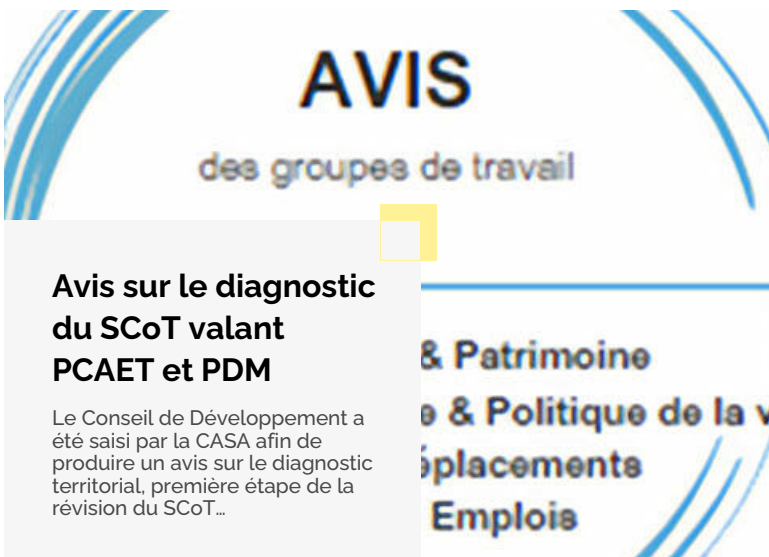 AVIS
des groupes de travail
Avis sur le diagnostic
du SCoT valant
PCAET et PDM
Le Conseil de Développement a
été saisi par la CASA afin de
produire un avis sur le diagnostic
territorial, première étape de la
révision du SCoT…
& Patrimoine
& Politique de la
Emplois